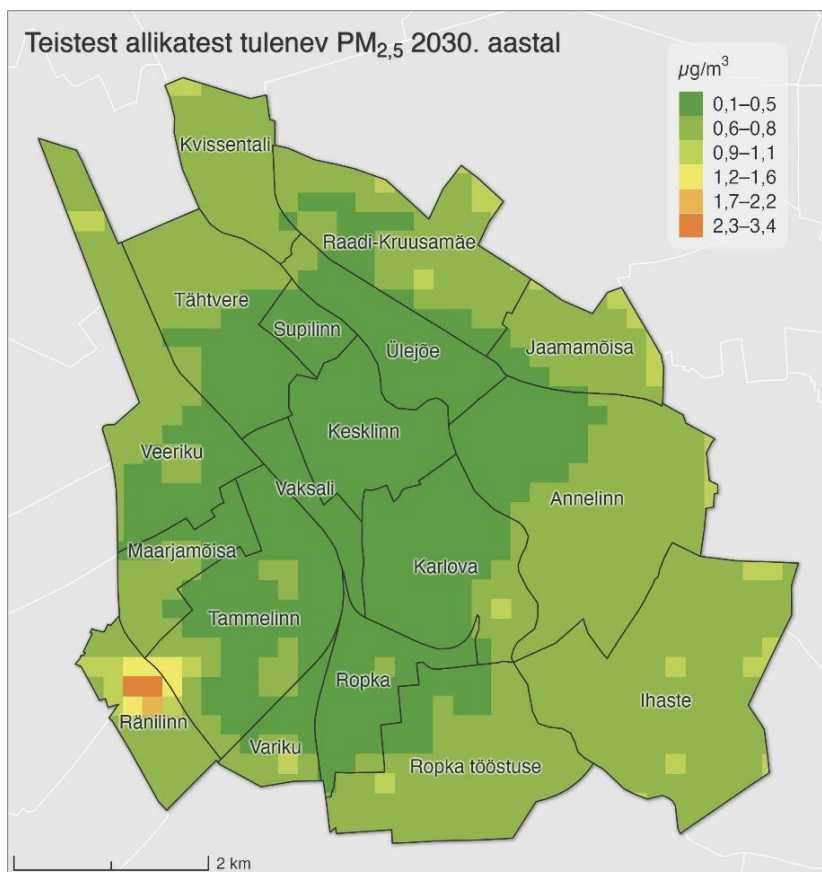 Teistest allikatest tulenev PM2,5 2030. aastal
µg/m³
0,1–0,5
0,6–0,8
0,9–1,1
1,2–1,6
1,7–2,2
2,3–3,4
Kvissentali
Raadi-Kruusamäe
Tähtvere
Supilinn
Ülejõe
Jaamamõisa
Kesklinn
Veeriku
Vaksali
Annelinn
Maarjamõisa
Karlova
Tammelinn
Ropka
Ihaste
Ränilinn
Variku
Ropka tööstuse
2 km